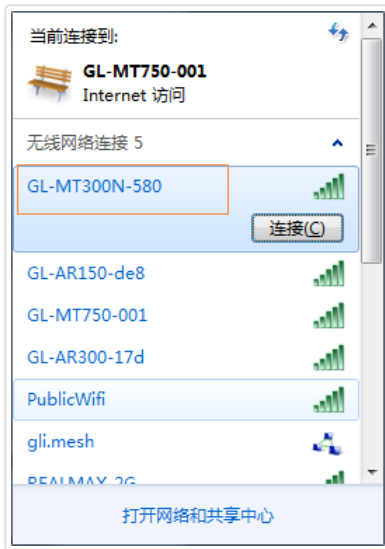 当前连接到:
GL-MT750-001
Internet 访问
无线网络连接 5
GL-MT300N-580
连接(C)
GL-AR150-de8
GL-MT750-001
GL-AR300-17d
PublicWifi
gli.mesh
REALMAX_2G
打开网络和共享中心